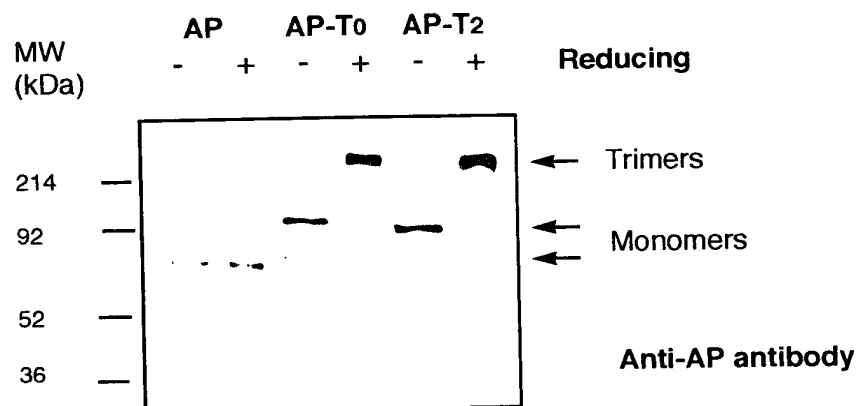 AP AP-T0 AP-T2
MW (kDa) - + - + - + Reducing
Trimers
214
92
Monomers
52
Anti-AP antibody
36